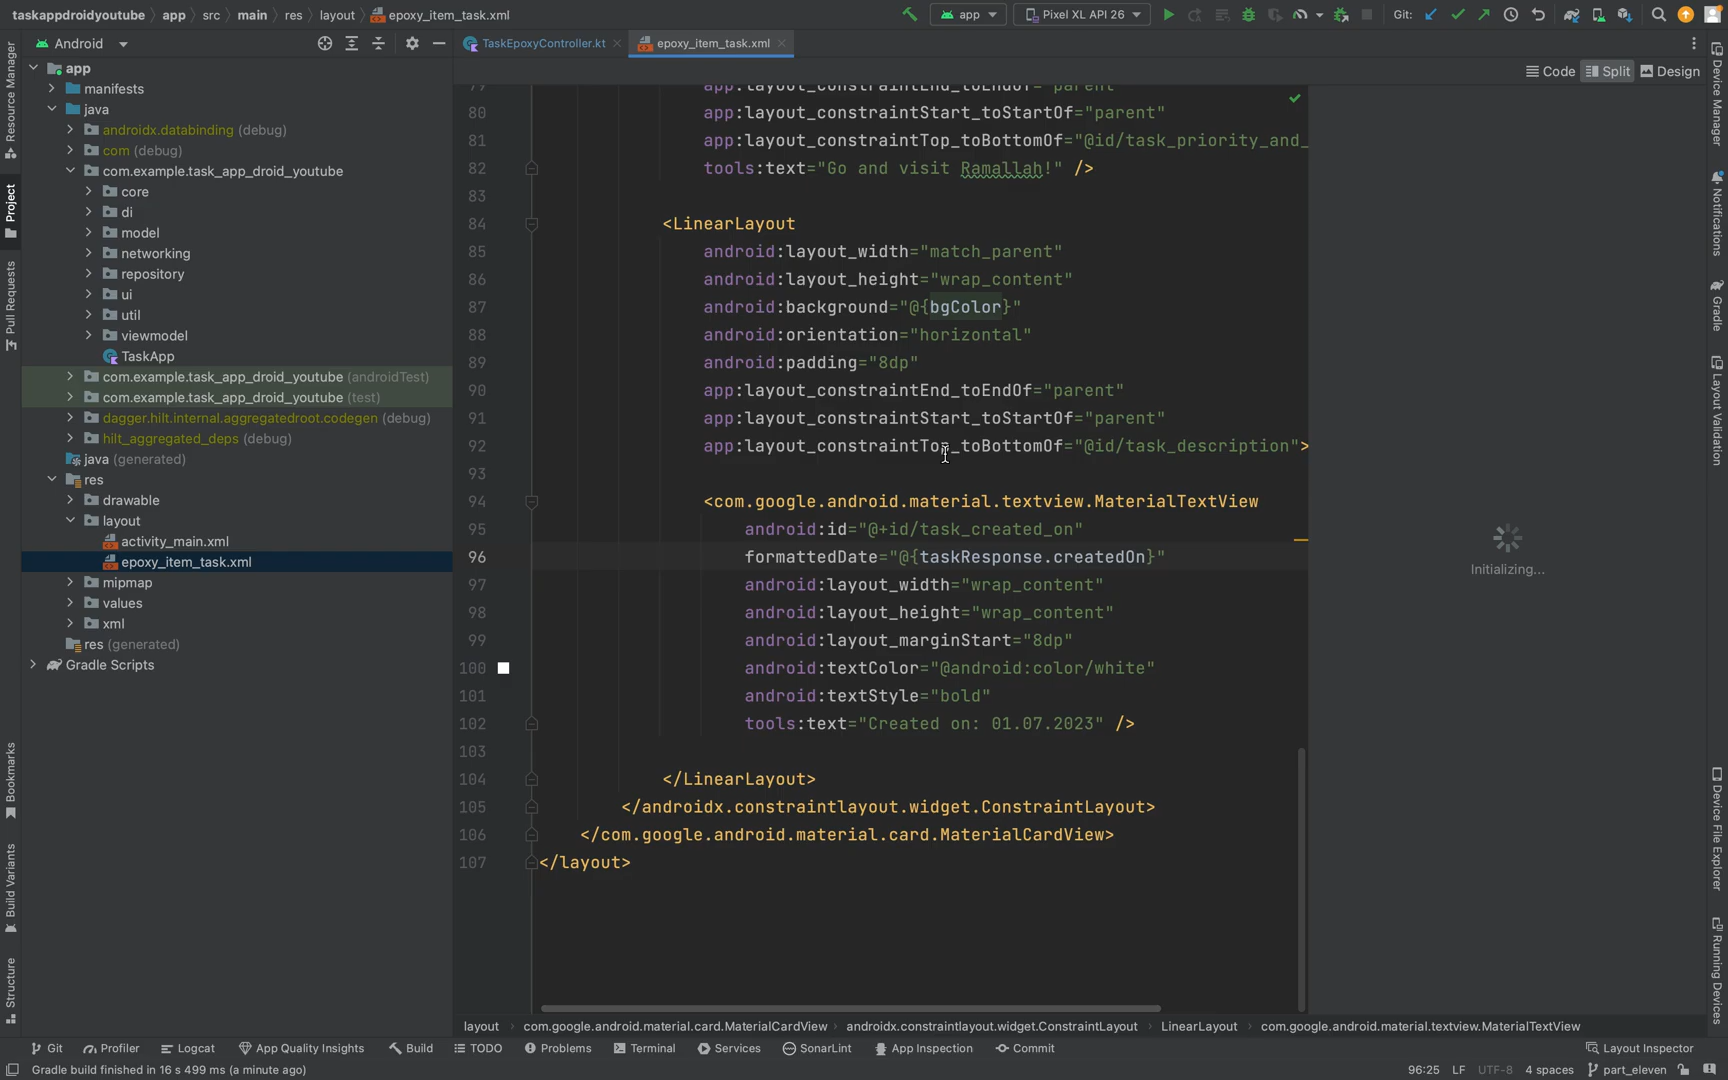 taskappdroidyoutube › app › src › main › res › layout › epoxy_item_task.xml
app
Pixel XL API 26
Git:
Android
TaskEpoxyController.kt
epoxy_item_task.xml
Code
Split
Design
Resource Manager
Project
Pull Requests
Bookmarks
Build Variants
Structure
app
manifests
java
androidx.databinding (debug)
com (debug)
com.example.task_app_droid_youtube
core
di
model
networking
repository
ui
util
viewmodel
TaskApp
com.example.task_app_droid_youtube (androidTest)
com.example.task_app_droid_youtube (test)
dagger.hilt.internal.aggregatedroot.codegen (debug)
hilt_aggregated_deps (debug)
java (generated)
res
drawable
layout
activity_main.xml
epoxy_item_task.xml
mipmap
values
xml
res (generated)
Gradle Scripts
79 app:layout_constraintEnd_toEndOf="parent"
80 app:layout_constraintStart_toStartOf="parent"
81 app:layout_constraintTop_toBottomOf="@id/task_priority_and_
82 tools:text="Go and visit Ramallah!" />
83
84 <LinearLayout
85 android:layout_width="match_parent"
86 android:layout_height="wrap_content"
87 android:background="@{bgColor}"
88 android:orientation="horizontal"
89 android:padding="8dp"
90 app:layout_constraintEnd_toEndOf="parent"
91 app:layout_constraintStart_toStartOf="parent"
92 app:layout_constraintTop_toBottomOf="@id/task_description">
93
94 <com.google.android.material.textview.MaterialTextView
95 android:id="@+id/task_created_on"
96 formattedDate="@{taskResponse.createdOn}"
97 android:layout_width="wrap_content"
98 android:layout_height="wrap_content"
99 android:layout_marginStart="8dp"
100 android:textColor="@android:color/white"
101 android:textStyle="bold"
102 tools:text="Created on: 01.07.2023" />
103
104 </LinearLayout>
105 </androidx.constraintlayout.widget.ConstraintLayout>
106 </com.google.android.material.card.MaterialCardView>
107 </layout>
Initializing...
Device Manager
Notifications
Gradle
Layout Validation
Device File Explorer
Running Devices
layout › com.google.android.material.card.MaterialCardView › androidx.constraintlayout.widget.ConstraintLayout › LinearLayout › com.google.android.material.textview.MaterialTextView
Git
Profiler
Logcat
App Quality Insights
Build
TODO
Problems
Terminal
Services
SonarLint
App Inspection
Commit
Layout Inspector
Gradle build finished in 16 s 499 ms (a minute ago)
96:25 LF UTF-8 4 spaces part_eleven